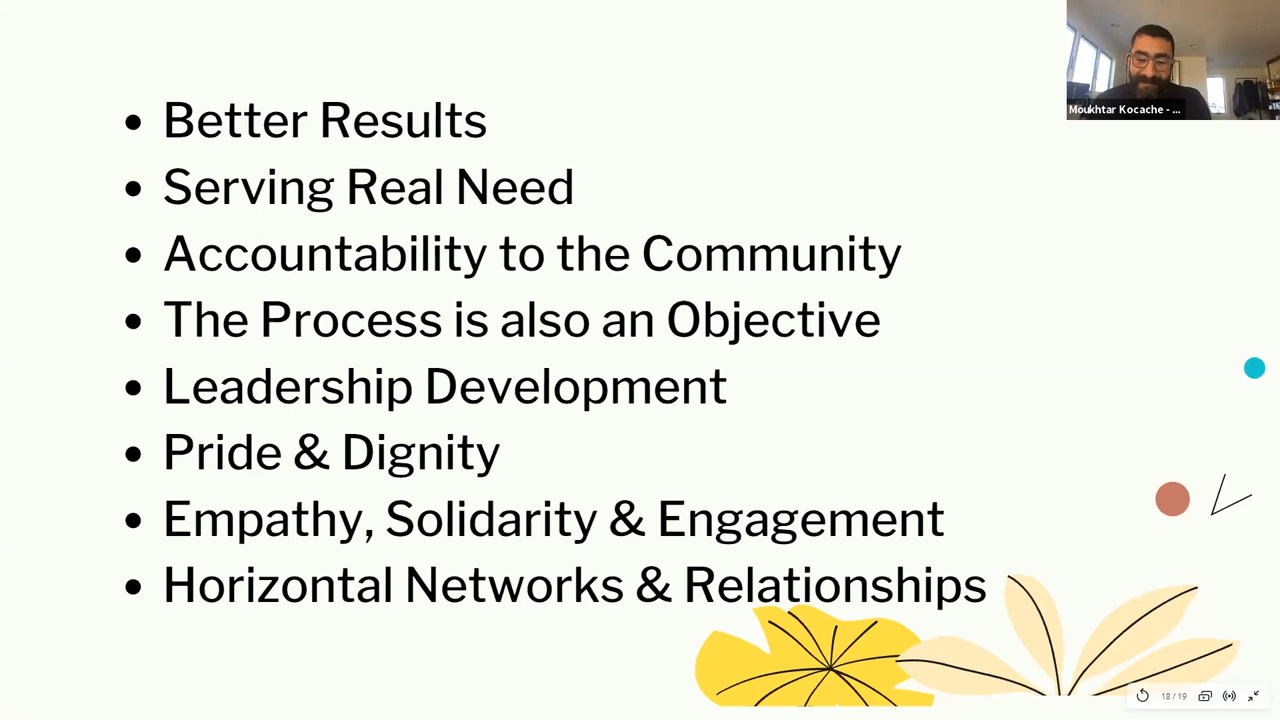 Moukhtar Kocache - ...
• Better Results
• Serving Real Need
• Accountability to the Community
• The Process is also an Objective
• Leadership Development
• Pride & Dignity
• Empathy, Solidarity & Engagement
• Horizontal Networks & Relationships
18 / 19